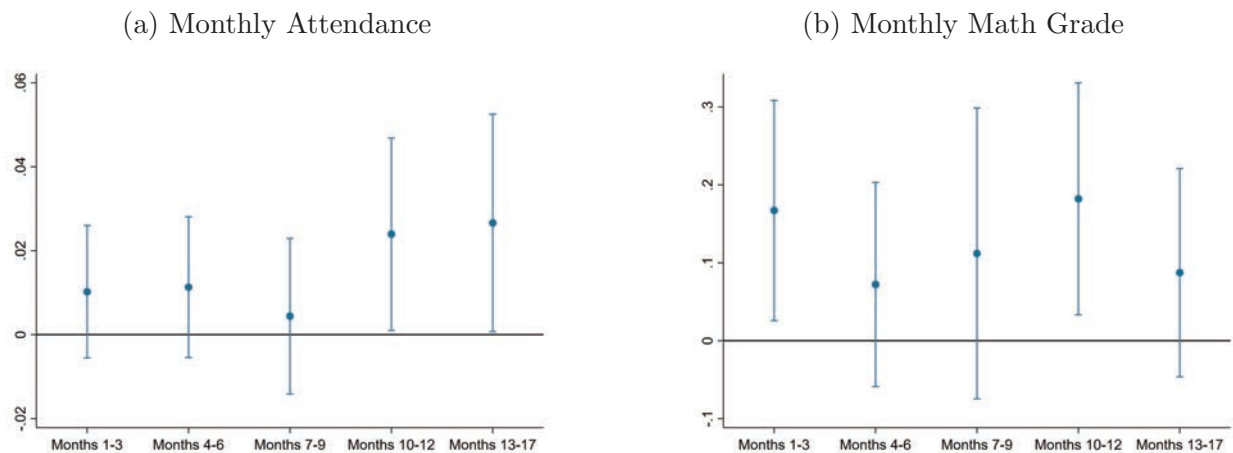 (a) Monthly Attendance
.06
.04
.02
0
-.02
Months 1-3 Months 4-6 Months 7-9 Months 10-12 Months 13-17
(b) Monthly Math Grade
.3
.2
.1
0
-.1
Months 1-3 Months 4-6 Months 7-9 Months 10-12 Months 13-17